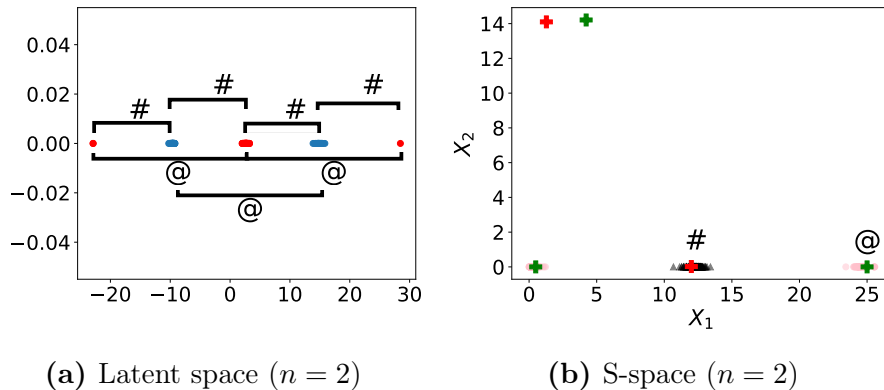 0.04
0.02
0.00
−0.02
−0.04
# # # #
@ @
@
−20 −10 0 10 20 30
14
12
10
8
6
4
2
0
X2
# @
0 5 10 15 20 25
X1
(a) Latent space (n = 2)
(b) S-space (n = 2)